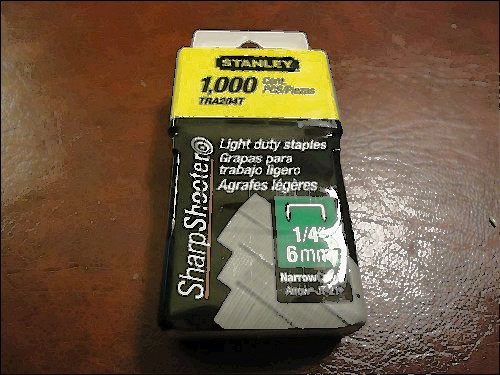 STANLEY
1,000 Cont.
PCS/Piezas
TRA204T
SharpShooter
Light duty staples
Grapas para
trabajo ligero
Agrafes légères
1/4"
6mm
Narrow